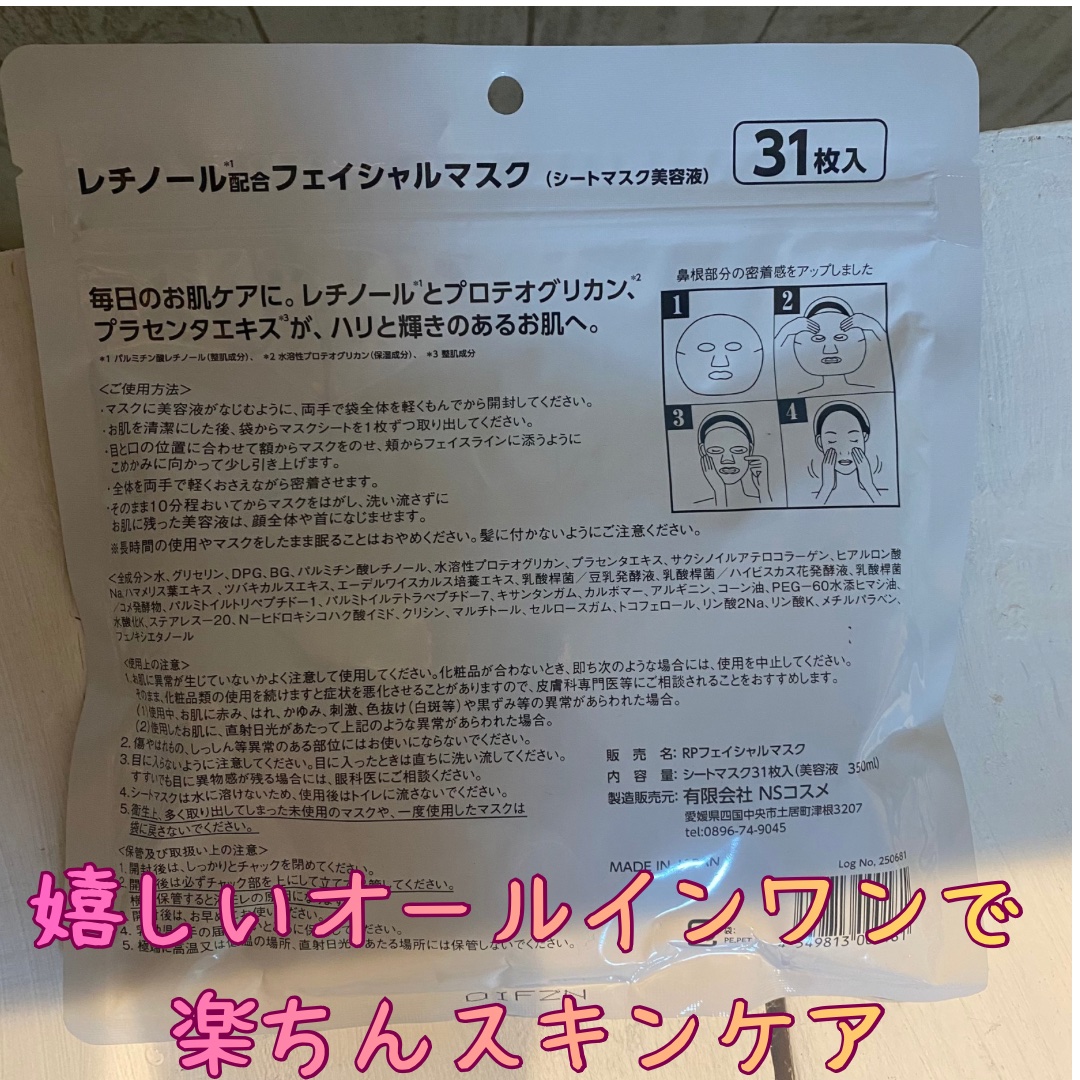 レチノール*1配合フェイシャルマスク（シートマスク美容液）
31枚入
毎日のお肌ケアに。レチノール*1とプロテオグリカン、*2
プラセンタエキス*3が、ハリと輝きのあるお肌へ。
*1 パルミチン酸レチノール（整肌成分）、 *2 水溶性プロテオグリカン（保湿成分）、 *3 整肌成分
鼻根部分の密着感をアップしました
1
2
3
4
＜ご使用方法＞
・マスクに美容液がなじむように、両手で袋全体を軽くもんでから開封してください。
・お肌を清潔にした後、袋からマスクシートを1枚ずつ取り出してください。
・目と口の位置に合わせて額からマスクをのせ、頬からフェイスラインに添うように
こめかみに向かって少し引き上げます。
・全体を両手で軽くおさえながら密着させます。
・そのまま10分程おいてからマスクをはがし、洗い流さずに
お肌に残った美容液は、顔全体や首になじませます。
※長時間の使用やマスクをしたまま眠ることはおやめください。髪に付かないようにご注意ください。
＜全成分＞水、グリセリン、DPG、BG、パルミチン酸レチノール、水溶性プロテオグリカン、プラセンタエキス、サクシノイルアテロコラーゲン、ヒアルロン酸
Na、ハマメリス葉エキス、ツバキカルスエキス、エーデルワイスカルス培養エキス、乳酸桿菌／豆乳発酵液、乳酸桿菌／ハイビスカス花発酵液、乳酸桿菌
／コメ発酵物、パルミトイルトリペプチドー1、パルミトイルテトラペプチドー7、キサンタンガム、カルボマー、アルギニン、コーン油、PEGー60水添ヒマシ油、
水酸化K、ステアレスー20、Nーヒドロキシコハク酸イミド、クリシン、マルチトール、セルロースガム、トコフェロール、リン酸2Na、リン酸K、メチルパラベン、
フェノキシエタノール
＜使用上の注意＞
1.お肌に異常が生じていないかよく注意して使用してください。化粧品が合わないとき、即ち次のような場合には、使用を中止してください。
そのまま、化粧品類の使用を続けますと症状を悪化させることがありますので、皮膚科専門医等にご相談されることをおすすめします。
（1）使用中、お肌に赤み、はれ、かゆみ、刺激、色抜け（白斑等）や黒ずみ等の異常があらわれた場合。
（2）使用したお肌に、直射日光があたって上記のような異常があらわれた場合。
2.傷やはれもの、しっしん等異常のある部位にはお使いにならないでください。
3.目に入らないように注意してください。目に入ったときは直ちに洗い流してください。
すすいでも目に異物感が残る場合には、眼科医にご相談ください。
4.シートマスクは水に溶けないため、使用後はトイレに流さないでください。
5.衛生上、多く取り出してしまった未使用のマスクや、一度使用したマスクは
袋に戻さないでください。
販 売 名：RPフェイシャルマスク
内 容 量：シートマスク31枚入（美容液 350ml）
製造販売元：有限会社 NSコスメ
愛媛県四国中央市土居町津根3207
tel:0896-74-9045
＜保管及び取扱い上の注意＞
1.開封後は、しっかりとチャックを閉めてください。
後は必ずチャック部を上にして立て
してください。
保管すると
5.極端に高温又は
の場所、直射日光の
あたる場所には保管しないでください。
MADE IN JAPAN
Log No. 250681
袋:
PE,PET
嬉しいオールインワンで
楽ちんスキンケア